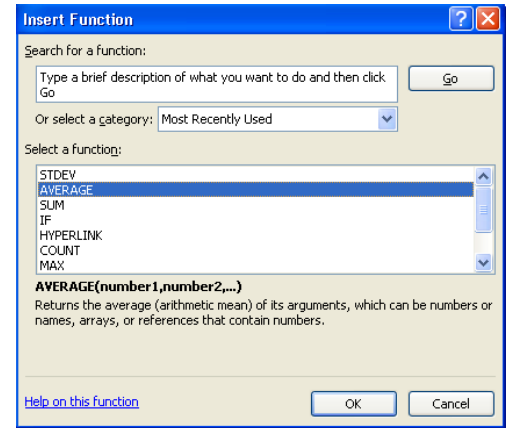 Insert Function
Search for a function:
Type a brief description of what you want to do and then click
Go
Go
Or select a category: Most Recently Used
Select a function:
STDEV
AVERAGE
SUM
IF
HYPERLINK
COUNT
MAX
AVERAGE(number1,number2,...)
Returns the average (arithmetic mean) of its arguments, which can be numbers or
names, arrays, or references that contain numbers.
Help on this function
OK
Cancel